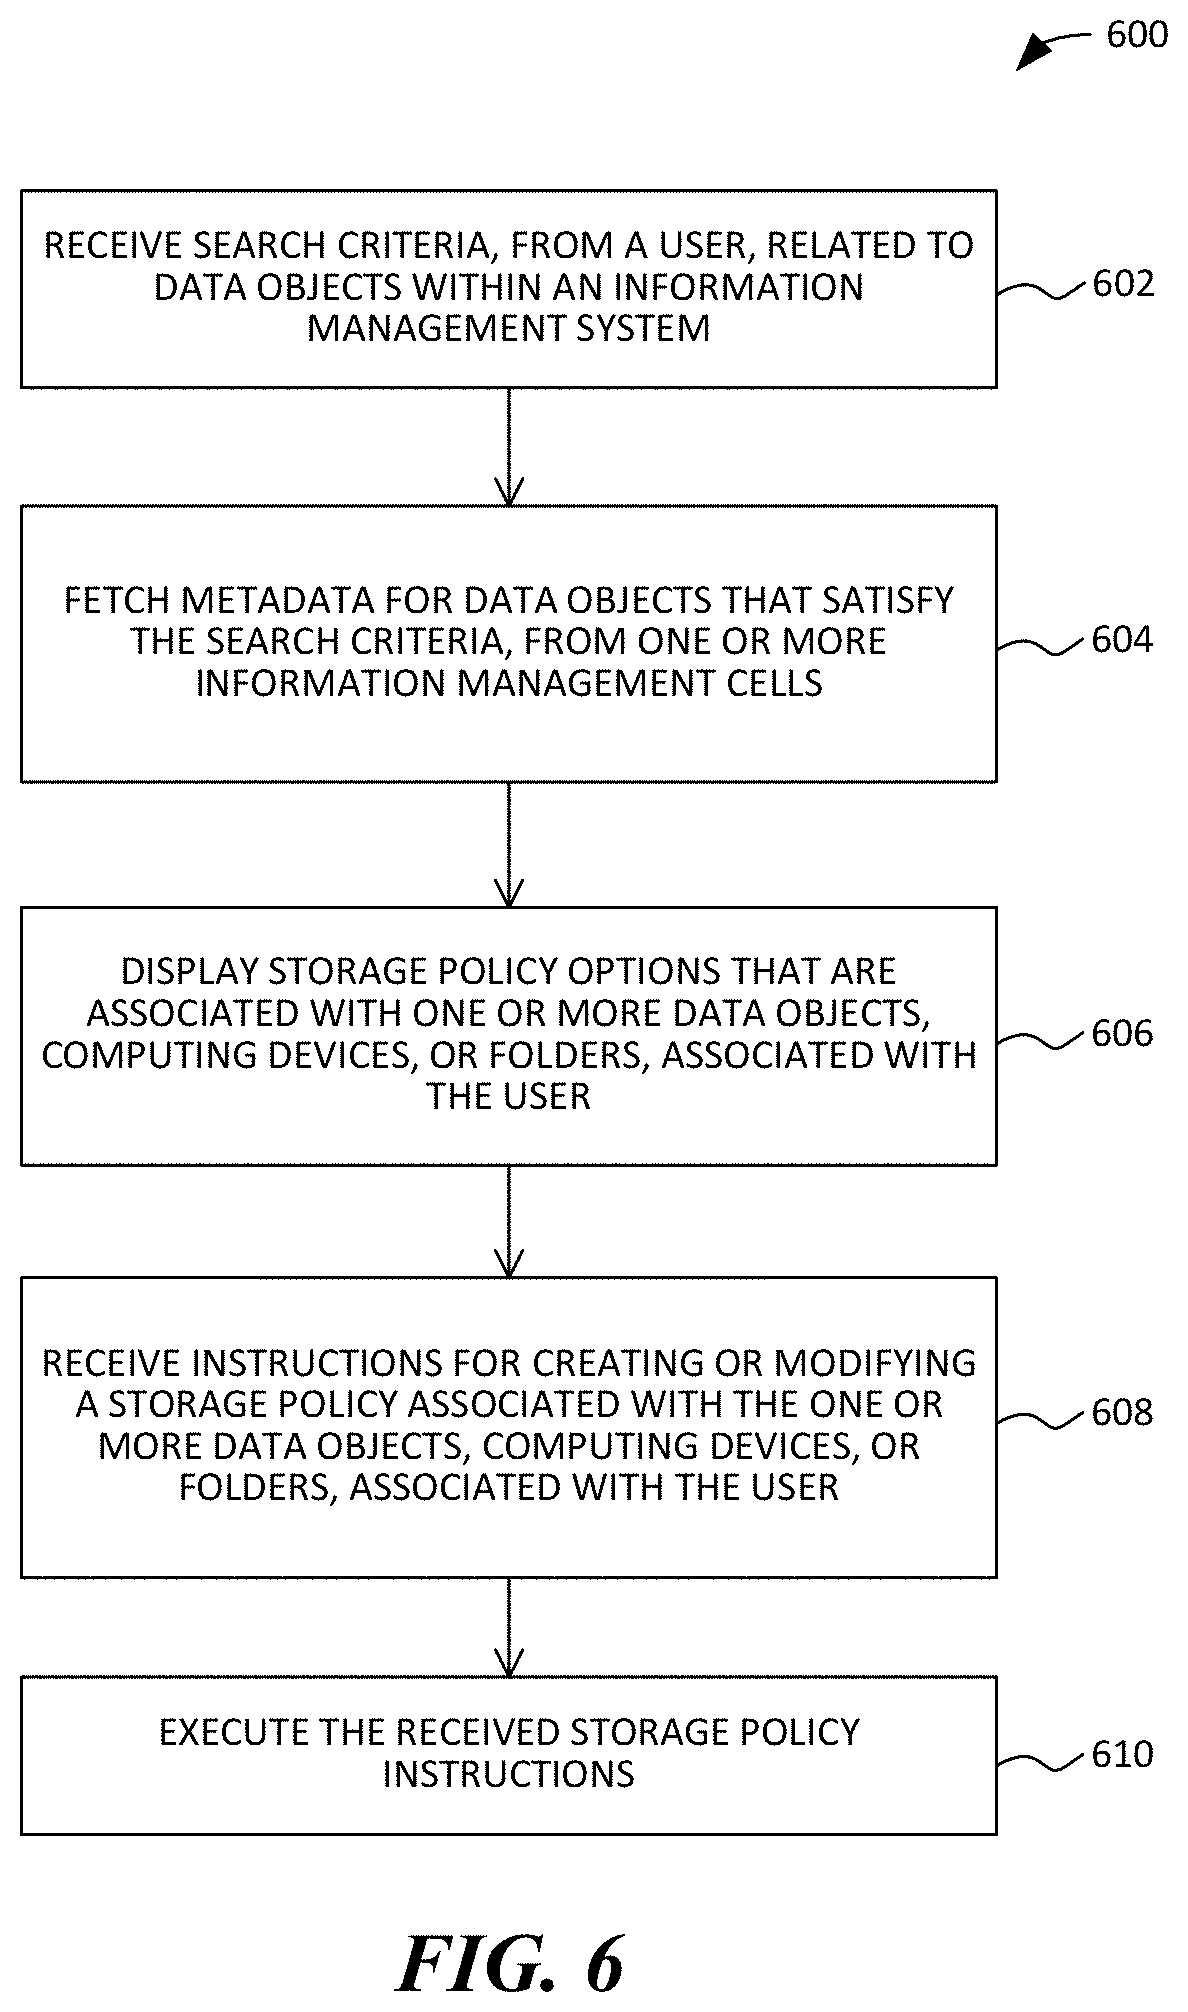 600
RECEIVE SEARCH CRITERIA, FROM A USER, RELATED TO
DATA OBJECTS WITHIN AN INFORMATION
MANAGEMENT SYSTEM
602
FETCH METADATA FOR DATA OBJECTS THAT SATISFY
THE SEARCH CRITERIA, FROM ONE OR MORE
INFORMATION MANAGEMENT CELLS
604
DISPLAY STORAGE POLICY OPTIONS THAT ARE
ASSOCIATED WITH ONE OR MORE DATA OBJECTS,
COMPUTING DEVICES, OR FOLDERS, ASSOCIATED WITH
THE USER
606
RECEIVE INSTRUCTIONS FOR CREATING OR MODIFYING
A STORAGE POLICY ASSOCIATED WITH THE ONE OR
MORE DATA OBJECTS, COMPUTING DEVICES, OR
FOLDERS, ASSOCIATED WITH THE USER
608
EXECUTE THE RECEIVED STORAGE POLICY
INSTRUCTIONS
610
FIG. 6